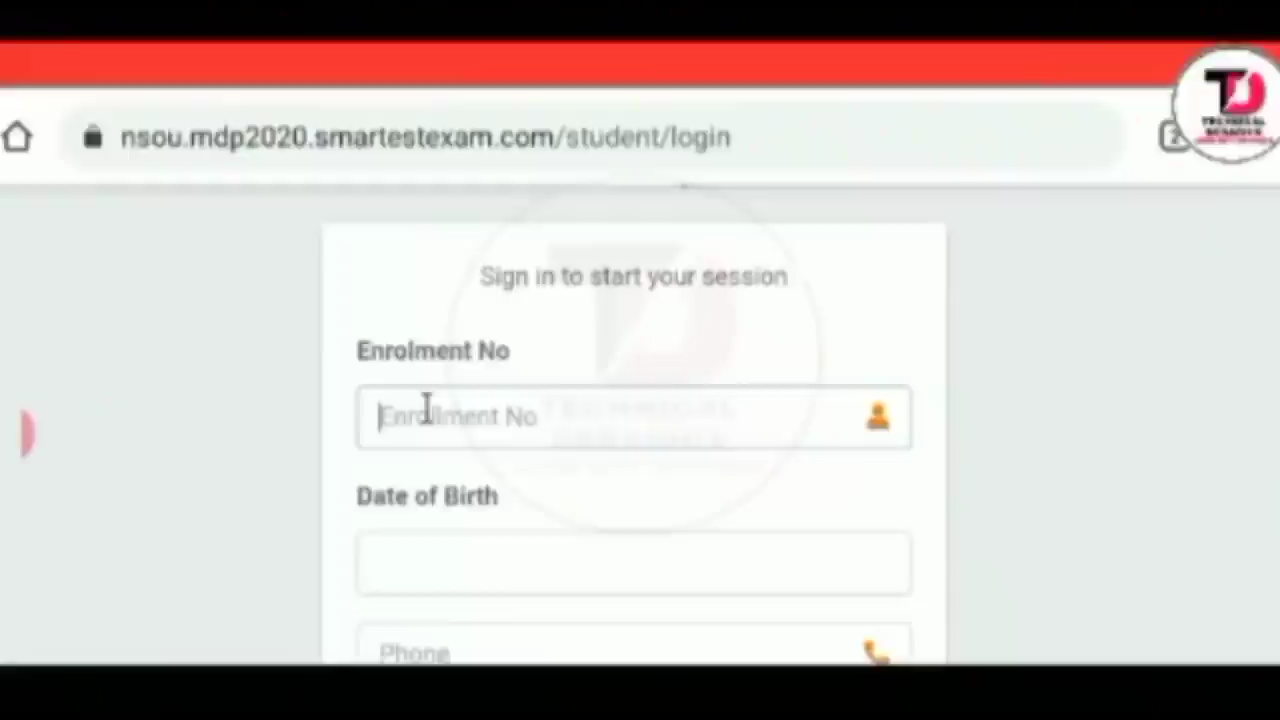 nsou.mdp2020.smartestexam.com/student/login
Sign in to start your session
Enrolment No
Enrollment No
Date of Birth
Phone